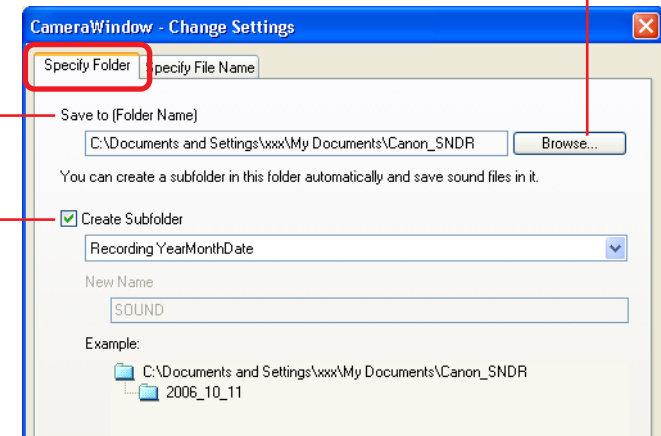 CameraWindow - Change Settings
Specify Folder
Specify File Name
Save to (Folder Name)
C:\Documents and Settings\xxx\My Documents\Canon_SNDR
Browse...
You can create a subfolder in this folder automatically and save sound files in it.
Create Subfolder
Recording YearMonthDate
New Name
SOUND
Example:
C:\Documents and Settings\xxx\My Documents\Canon_SNDR
2006_10_11